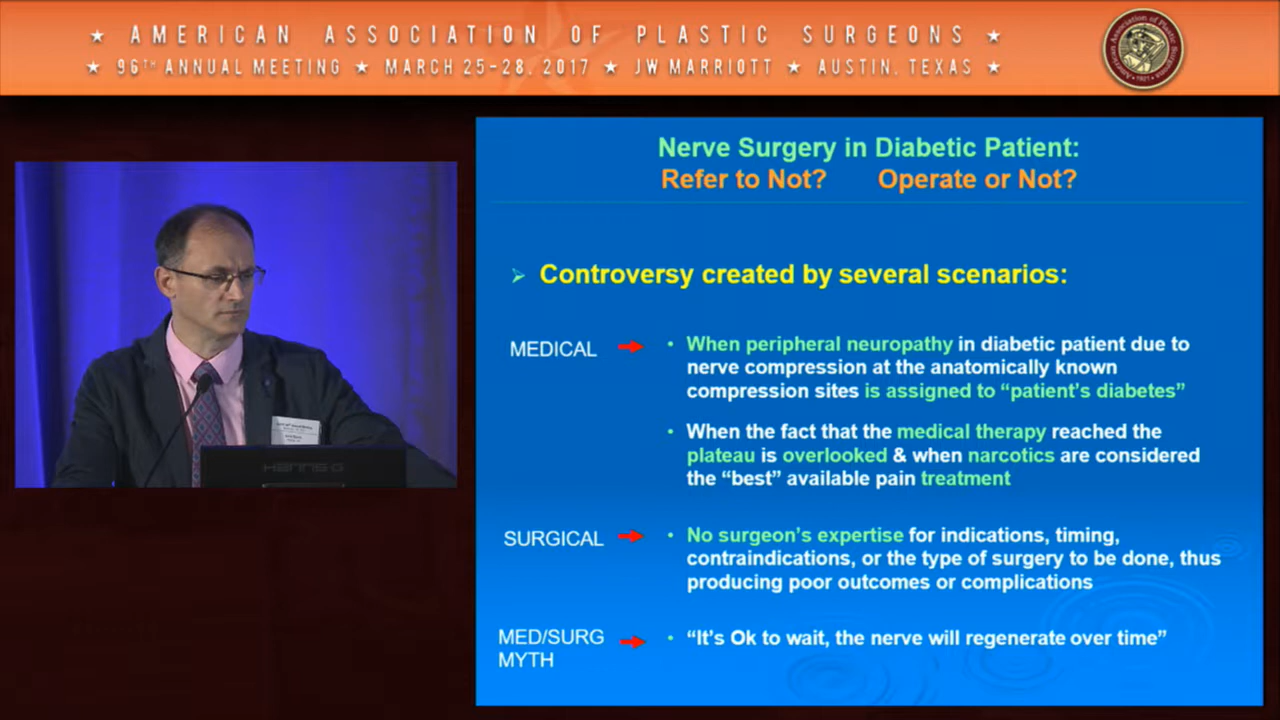 ★ AMERICAN ASSOCIATION OF PLASTIC SURGEONS ★
★ 96TH ANNUAL MEETING ★ MARCH 25-28, 2017 ★ JW MARRIOTT ★ AUSTIN, TEXAS ★
Nerve Surgery in Diabetic Patient:
Refer to Not? Operate or Not?
➢ Controversy created by several scenarios:
MEDICAL
• When peripheral neuropathy in diabetic patient due to
nerve compression at the anatomically known
compression sites is assigned to “patient’s diabetes”
• When the fact that the medical therapy reached the
plateau is overlooked & when narcotics are considered
the “best” available pain treatment
SURGICAL
• No surgeon’s expertise for indications, timing,
contraindications, or the type of surgery to be done, thus
producing poor outcomes or complications
MED/SURG
MYTH
• “It’s Ok to wait, the nerve will regenerate over time”